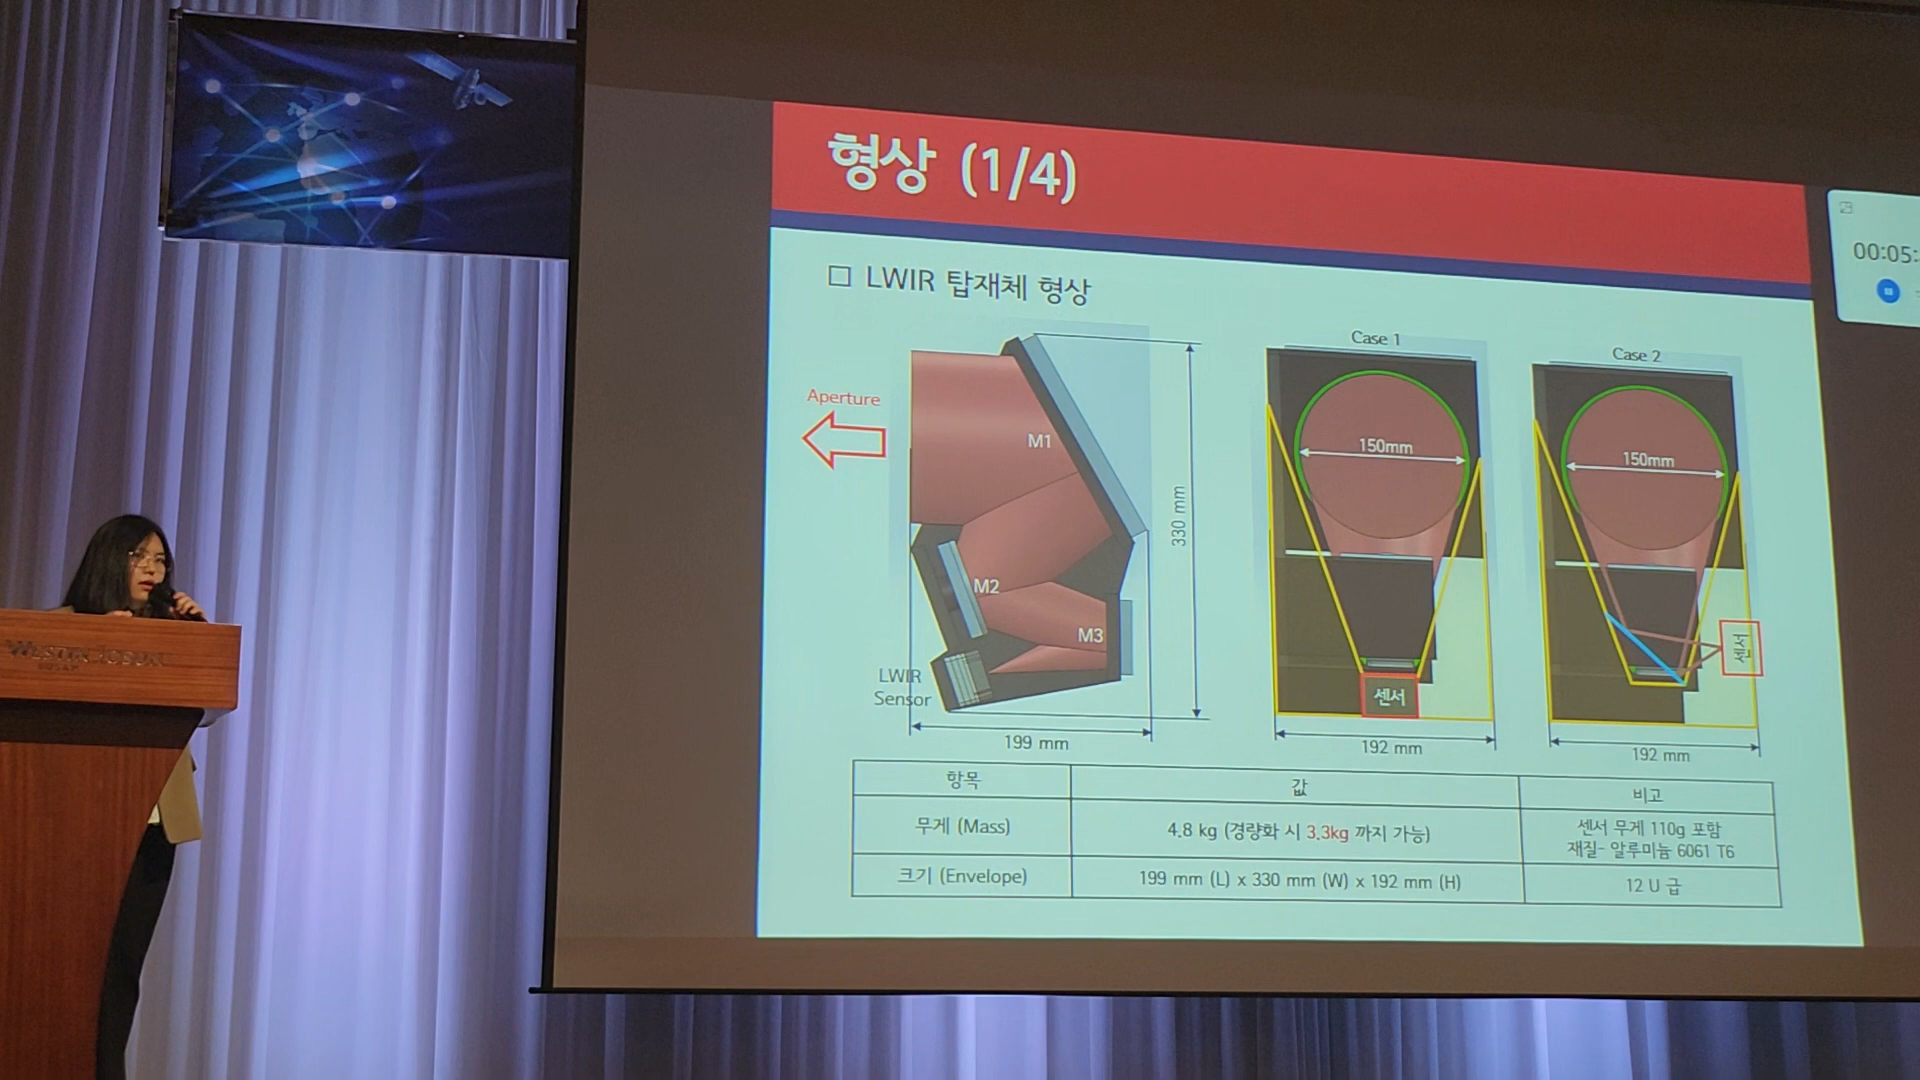 형상 (1/4)
00:05:
□ LWIR 탑재체 형상
Aperture
M1
M2
M3
LWIR
Sensor
330 mm
199 mm
Case 1
150mm
센서
192 mm
Case 2
150mm
센서
192 mm
항목 값 비고
무게 (Mass) 4.8 kg (경량화 시 3.3kg 까지 가능) 센서 무게 110g 포함
재질- 알루미늄 6061 T6
크기 (Envelope) 199 mm (L) x 330 mm (W) x 192 mm (H) 12 U 급
WESTIN JOSUN